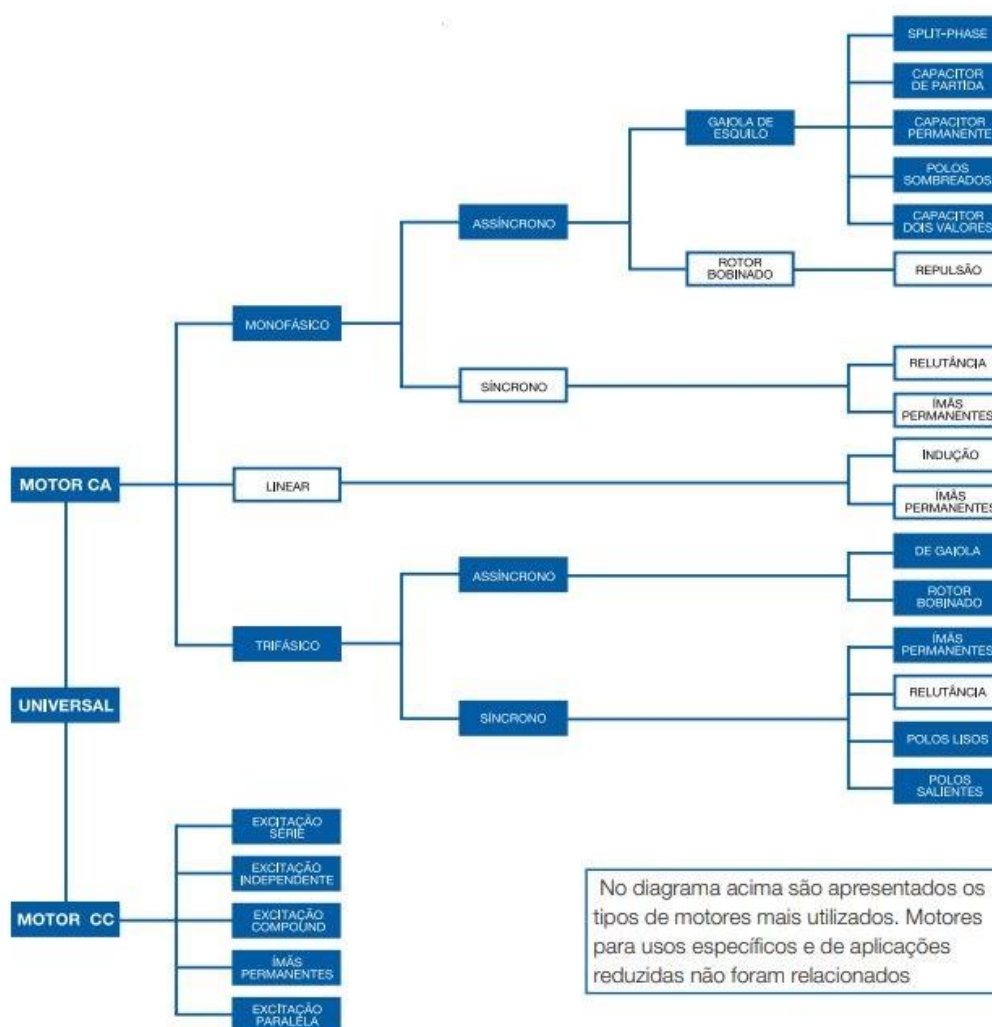 SPLIT-PHASE
CAPACITOR
DE PARTIDA
GAIOLA DE
ESQUILO
CAPACITOR
PERMANENTE
POLOS
SOMBREADOS
ASSÍNCRONO
CAPACITOR
DOIS VALORES
ROTOR
BOBINADO
REPULSÃO
MONOFÁSICO
RELUTÂNCIA
SÍNCRONO
ÍMÃS
PERMANENTES
INDUÇÃO
MOTOR CA
LINEAR
ÍMÃS
PERMANENTES
DE GAIOLA
ASSÍNCRONO
ROTOR
BOBINADO
TRIFÁSICO
ÍMÃS
PERMANENTES
RELUTÂNCIA
UNIVERSAL
SÍNCRONO
POLOS LISOS
POLOS
SALIENTES
EXCITAÇÃO
SÉRIE
EXCITAÇÃO
INDEPENDENTE
MOTOR CC
EXCITAÇÃO
COMPOUND
ÍMÃS
PERMANENTES
EXCITAÇÃO
PARALÉLA
No diagrama acima são apresentados os
tipos de motores mais utilizados. Motores
para usos específicos e de aplicações
reduzidas não foram relacionados